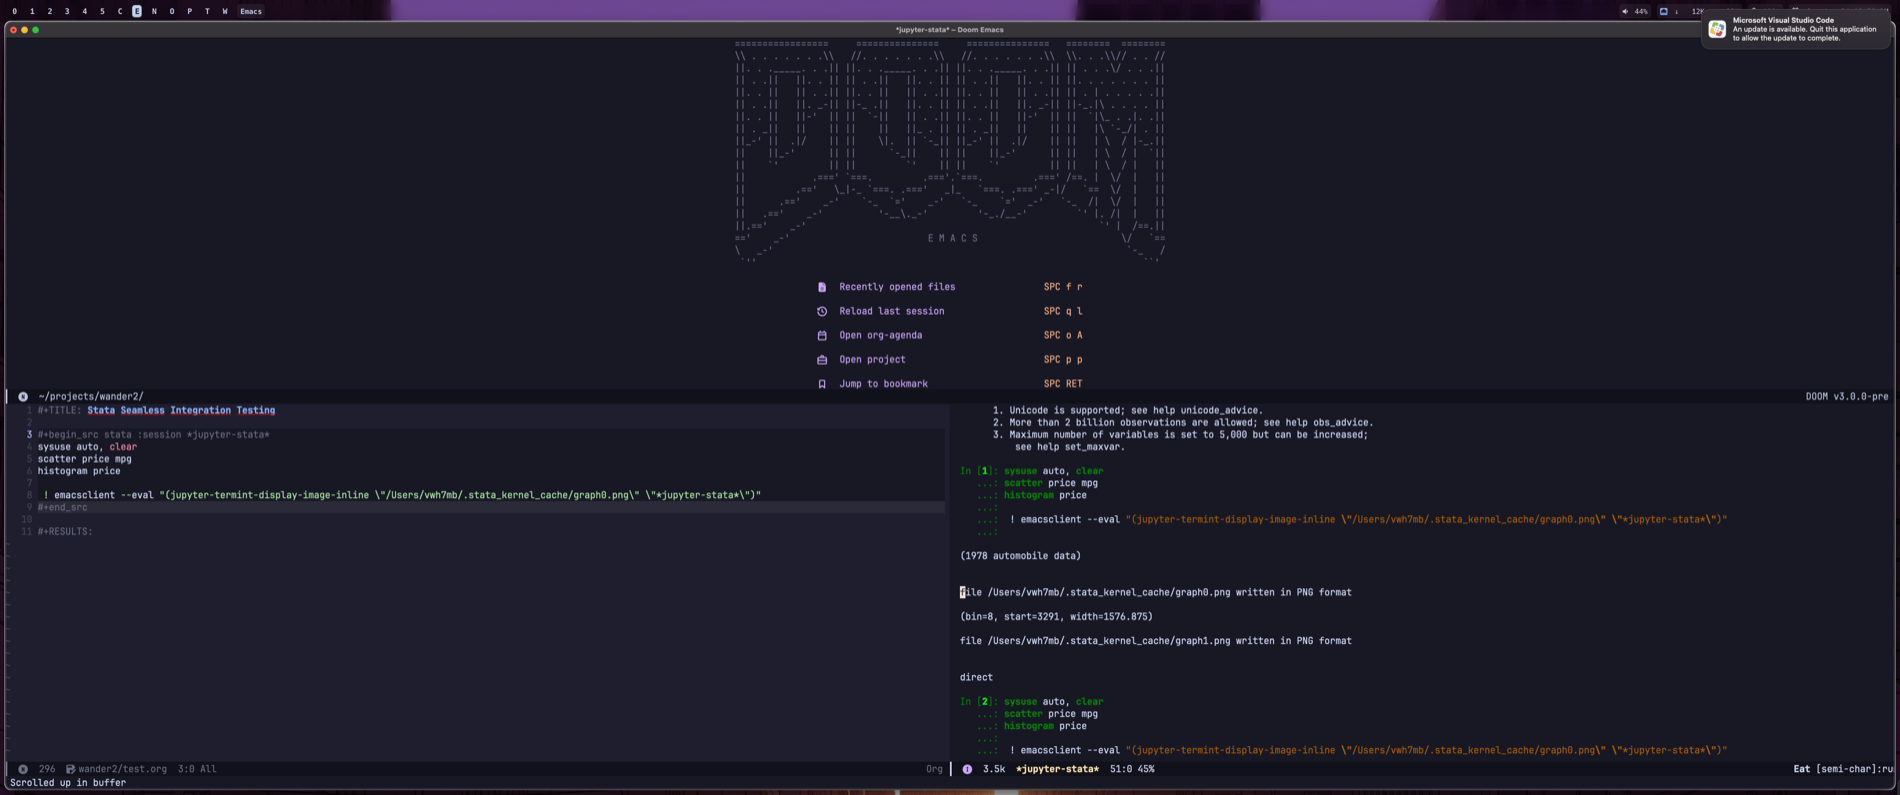 0 1 2 3 4 5 C E N O P T W Emacs
44% ↓ 12K
*jupyter-stata* – Doom Emacs
Microsoft Visual Studio Code
An update is available. Quit this application
to allow the update to complete.
E M A C S
Recently opened files SPC f r
Reload last session SPC q l
Open org-agenda SPC o A
Open project SPC p p
Jump to bookmark SPC RET
~/projects/wander2/ DOOM v3.0.0-pre
1 #+TITLE: Stata Seamless Integration Testing
2
3 #+begin_src stata :session *jupyter-stata*
4 sysuse auto, clear
5 scatter price mpg
6 histogram price
7
8 ! emacsclient --eval "(jupyter-termint-display-image-inline \"/Users/vwh7mb/.stata_kernel_cache/graph0.png\" \"*jupyter-stata*\")"
9 #+end_src
10
11 #+RESULTS:
296 wander2/test.org 3:0 All Org
1. Unicode is supported; see help unicode_advice.
2. More than 2 billion observations are allowed; see help obs_advice.
3. Maximum number of variables is set to 5,000 but can be increased;
see help set_maxvar.
In [1]: sysuse auto, clear
...: scatter price mpg
...: histogram price
...:
...: ! emacsclient --eval "(jupyter-termint-display-image-inline \"/Users/vwh7mb/.stata_kernel_cache/graph0.png\" \"*jupyter-stata*\")"
...:
(1978 automobile data)
file /Users/vwh7mb/.stata_kernel_cache/graph0.png written in PNG format
(bin=8, start=3291, width=1576.875)
file /Users/vwh7mb/.stata_kernel_cache/graph1.png written in PNG format
direct
In [2]: sysuse auto, clear
...: scatter price mpg
...: histogram price
...:
...: ! emacsclient --eval "(jupyter-termint-display-image-inline \"/Users/vwh7mb/.stata_kernel_cache/graph0.png\" \"*jupyter-stata*\")"
3.5k *jupyter-stata* 51:0 45% Eat [semi-char]:ru
Scrolled up in buffer